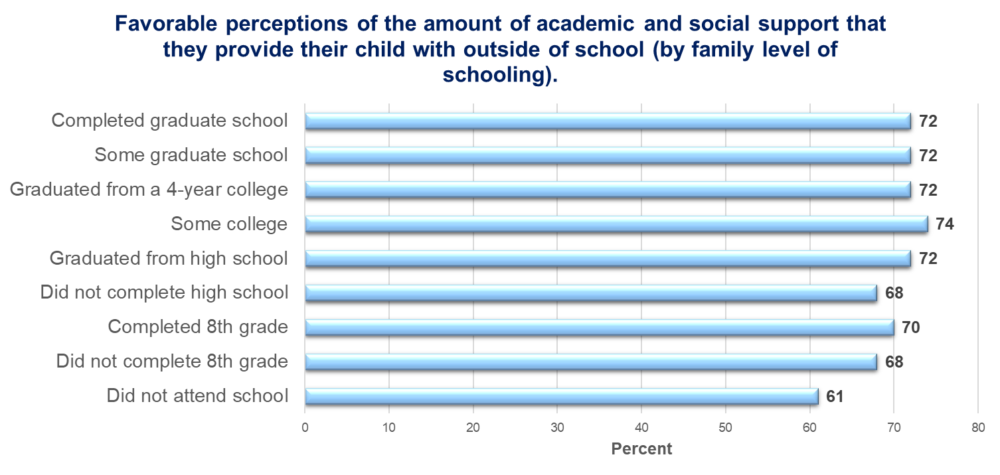 Favorable perceptions of the amount of academic and social support that
they provide their child with outside of school (by family level of
schooling).
Completed graduate school 72
Some graduate school 72
Graduated from a 4-year college 72
Some college 74
Graduated from high school 72
Did not complete high school 68
Completed 8th grade 70
Did not complete 8th grade 68
Did not attend school 61
0 10 20 30 40 50 60 70 80
Percent